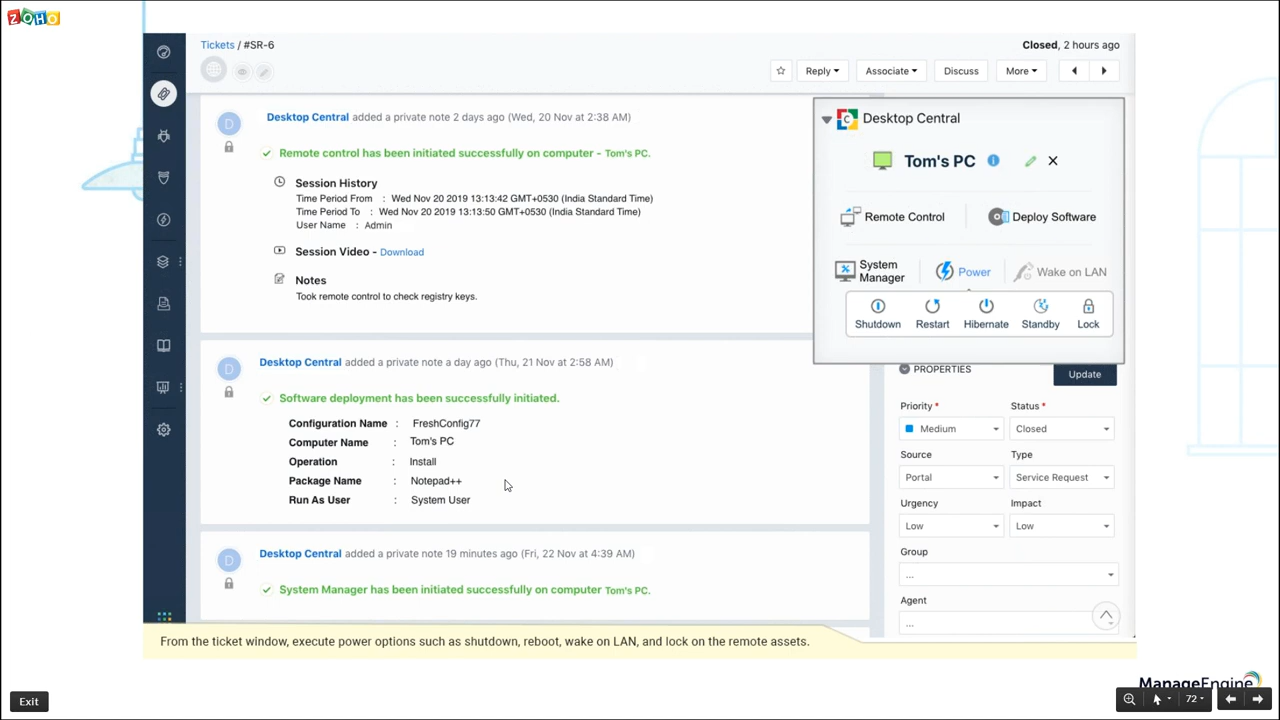 ZOHO
Tickets / #SR-6
Closed, 2 hours ago
Reply
Associate
Discuss
More
D
Desktop Central added a private note 2 days ago (Wed, 20 Nov at 2:38 AM)
Remote control has been initiated successfully on computer - Tom's PC.
Session History
Time Period From : Wed Nov 20 2019 13:13:42 GMT+0530 (India Standard Time)
Time Period To : Wed Nov 20 2019 13:13:50 GMT+0530 (India Standard Time)
User Name : Admin
Session Video - Download
Notes
Took remote control to check registry keys.
D
Desktop Central added a private note a day ago (Thu, 21 Nov at 2:58 AM)
Software deployment has been successfully initiated.
Configuration Name : FreshConfig77
Computer Name : Tom's PC
Operation : Install
Package Name : Notepad++
Run As User : System User
D
Desktop Central added a private note 19 minutes ago (Fri, 22 Nov at 4:39 AM)
System Manager has been initiated successfully on computer Tom's PC.
C Desktop Central
Tom's PC
Remote Control
Deploy Software
System
Manager
Power
Wake on LAN
Shutdown
Restart
Hibernate
Standby
Lock
PROPERTIES
Update
Priority *
Status *
Medium
Closed
Source
Type
Portal
Service Request
Urgency
Impact
Low
Low
Group
...
Agent
...
From the ticket window, execute power options such as shutdown, reboot, wake on LAN, and lock on the remote assets.
ManageEngine
Exit
72